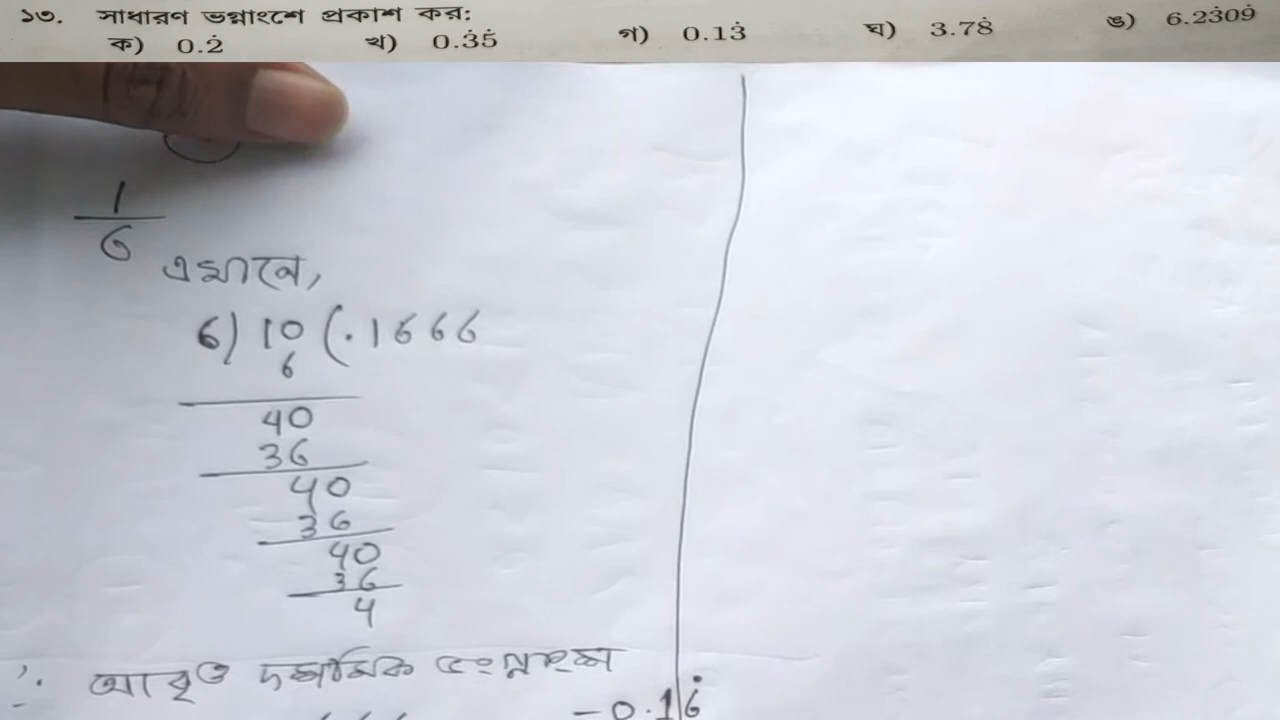 ১৩. সাধারণ ভগ্নাংশে প্রকাশ কর:
ক) 0.2̇ খ) 0.3̇5̇ গ) 0.13̇ ঘ) 3.78̇ ঙ) 6.23̇09̇
1
6
এখানে,
6) 10 (.1666
6
40
36
40
36
40
36
4
∴ আবৃত দশমিক
= 0.16̇